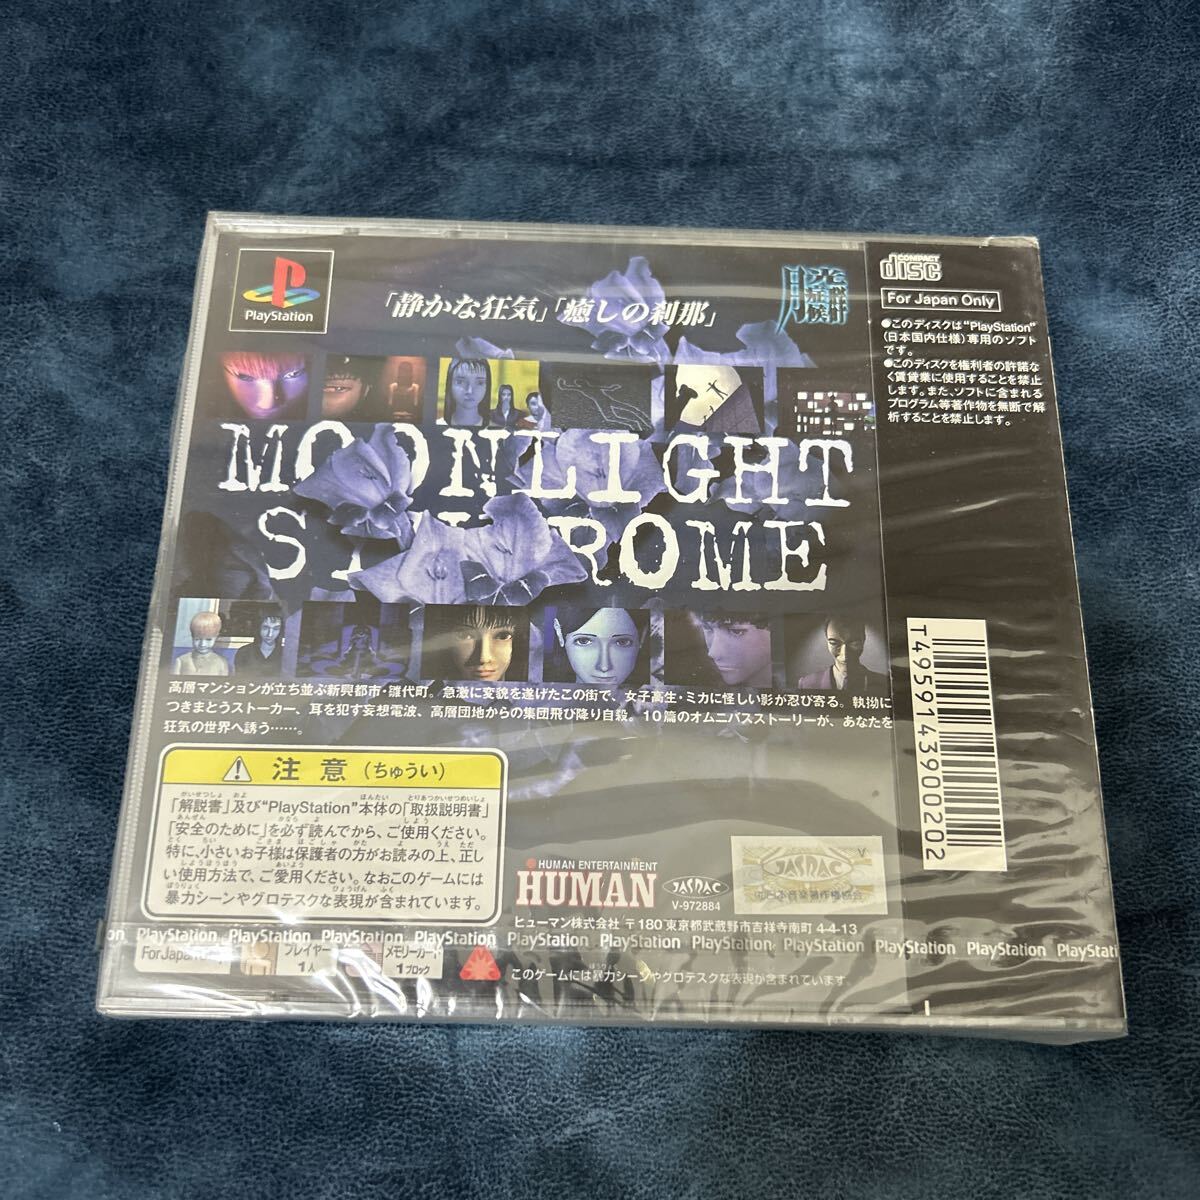 PlayStation
「静かな狂気」「癒しの刹那」
COMPACT
disc
For Japan Only
●このディスクは"PlayStation"
(日本国内仕様)専用のソフト
です。
●このディスクを権利者の許諾な
く賃貸業に使用することを禁止
します。また、ソフトに含まれる
プログラム等著作物を無断で解
析することを禁止します。
MOONLIGHT
SYNDROME
高層マンションが立ち並ぶ新興都市・雛代町。急激に変貌を遂げたこの街で、女子高生・ミカに怪しい影が忍び寄る。執拗に
つきまとうストーカー、耳を犯す妄想電波、高層団地からの集団飛び降り自殺。10篇のオムニバスストーリーが、あなたを
狂気の世界へ誘う……。
T4959143900202
注意(ちゅうい)
「解説書」及び"PlayStation"本体の「取扱説明書」
「安全のために」を必ず読んでから、ご使用ください。
特に、小さいお子様は保護者の方がお読みの上、正し
い使用方法で、ご愛用ください。なおこのゲームには
暴力シーンやグロテスクな表現が含まれています。
HUMAN ENTERTAINMENT
HUMAN
JASRAC
V-972884
V
JASRAC
日本音楽著作権協会
ヒューマン株式会社 〒180 東京都武蔵野市吉祥寺南町 4-4-13
PlayStation PlayStation PlayStation PlayStation PlayStation PlayStation PlayStation PlayStation PlayStation PlayStation PlayStati
For Japan Only
プレイヤー
1人
メモリーカード
1ブロック
このゲームには暴力シーンやグロテスクな表現が含まれています。